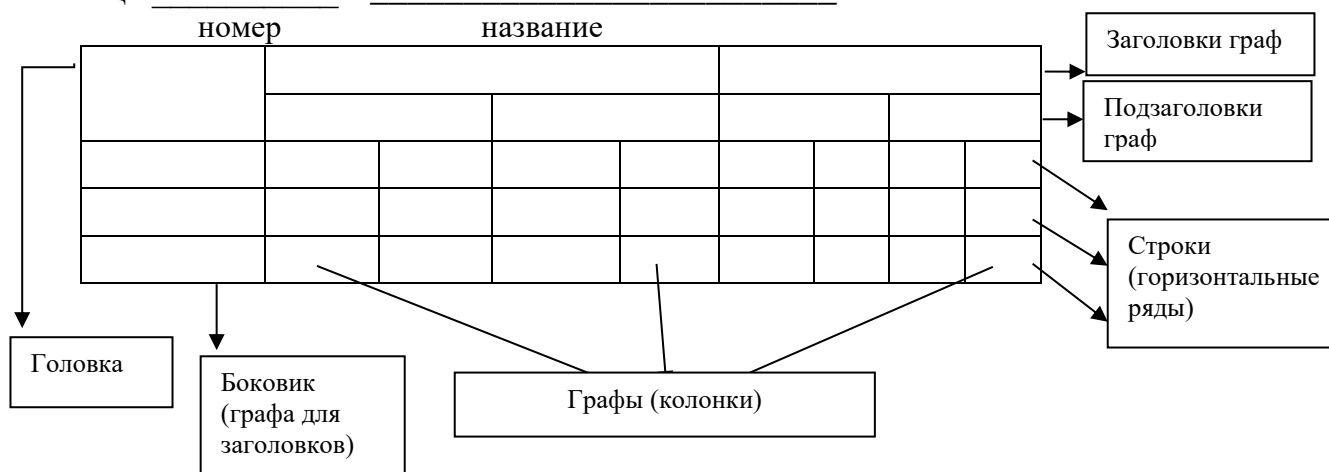 номер название
Заголовки граф
Подзаголовки
граф
Строки
(горизонтальные
ряды)
Головка
Боковик
(графа для
заголовков)
Графы (колонки)